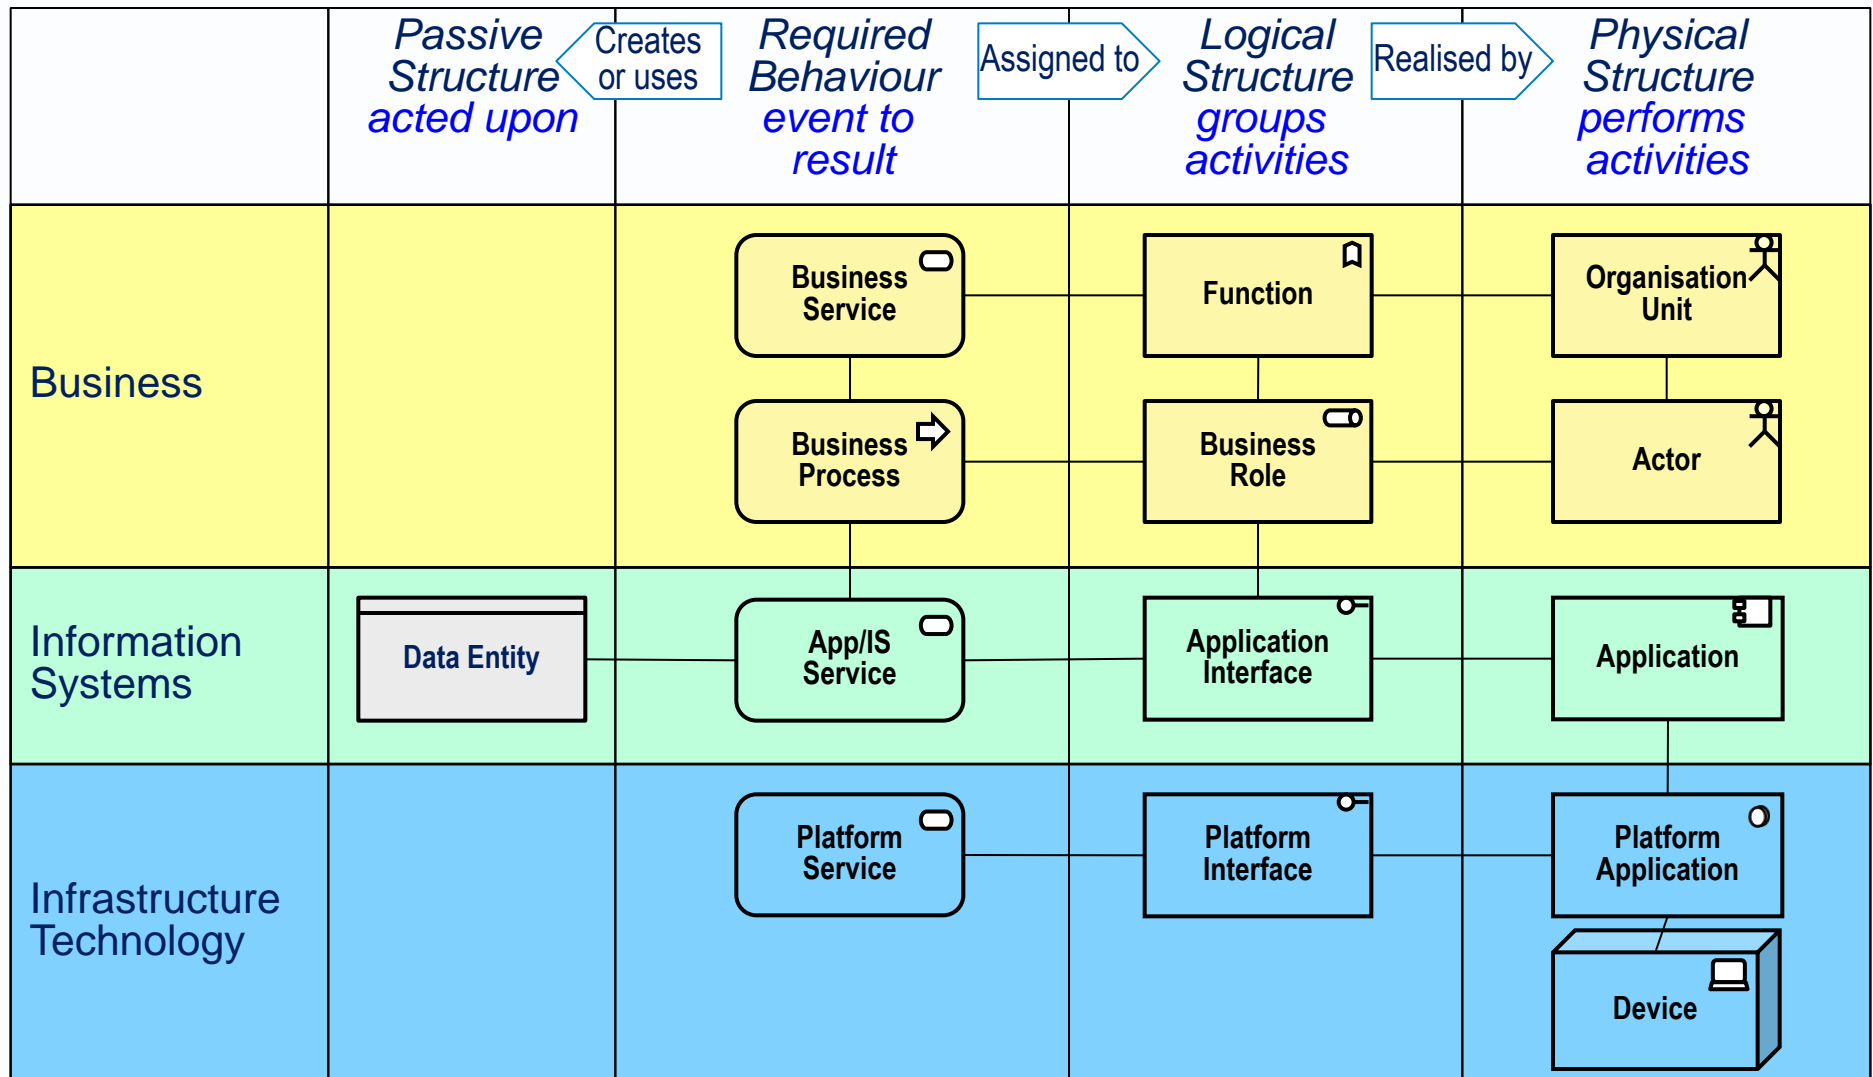 Passive
Structure
acted upon
Creates
or uses
Required
Behaviour
event to
result
Assigned to
Logical
Structure
groups
activities
Realised by
Physical
Structure
performs
activities
Business
Business
Service
Function
Organisation
Unit
Business
Process
Business
Role
Actor
Information
Systems
Data Entity
App/IS
Service
Application
Interface
Application
Infrastructure
Technology
Platform
Service
Platform
Interface
Platform
Application
Device